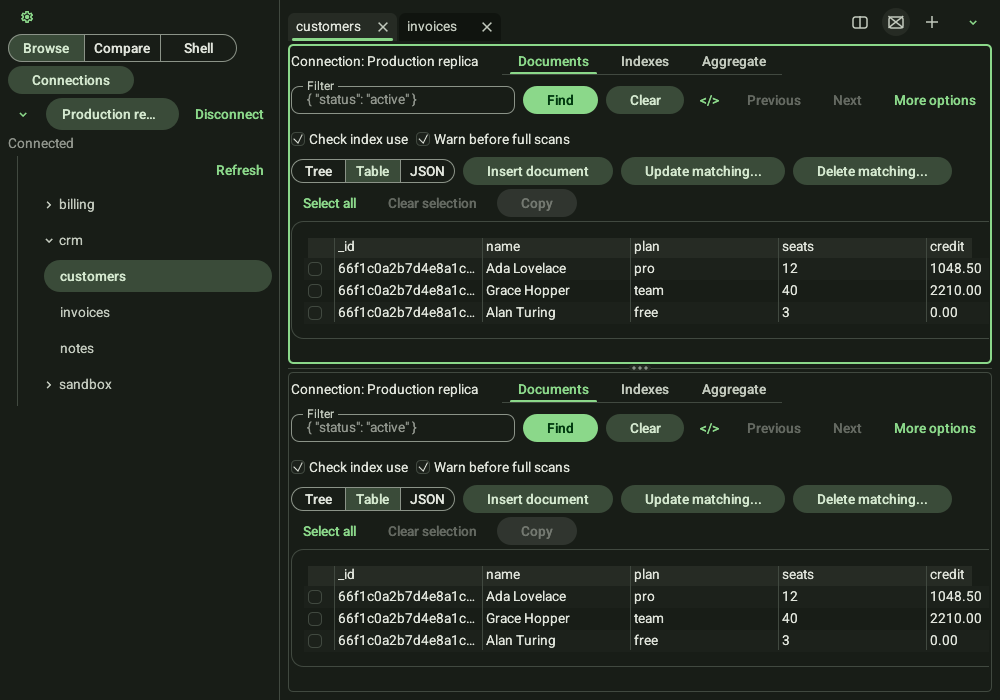 Browse Compare Shell
Connections
Production re... Disconnect
Connected
Refresh
billing
crm
customers
invoices
notes
sandbox
customers invoices
Connection: Production replica Documents Indexes Aggregate
Filter
{ "status": "active" } Find Clear </> Previous Next More options
Check index use Warn before full scans
Tree Table JSON Insert document Update matching... Delete matching...
Select all Clear selection Copy
_id name plan seats credit
66f1c0a2b7d4e8a1c... Ada Lovelace pro 12 1048.50
66f1c0a2b7d4e8a1c... Grace Hopper team 40 2210.00
66f1c0a2b7d4e8a1c... Alan Turing free 3 0.00
Connection: Production replica Documents Indexes Aggregate
Filter
{ "status": "active" } Find Clear </> Previous Next More options
Check index use Warn before full scans
Tree Table JSON Insert document Update matching... Delete matching...
Select all Clear selection Copy
_id name plan seats credit
66f1c0a2b7d4e8a1c... Ada Lovelace pro 12 1048.50
66f1c0a2b7d4e8a1c... Grace Hopper team 40 2210.00
66f1c0a2b7d4e8a1c... Alan Turing free 3 0.00